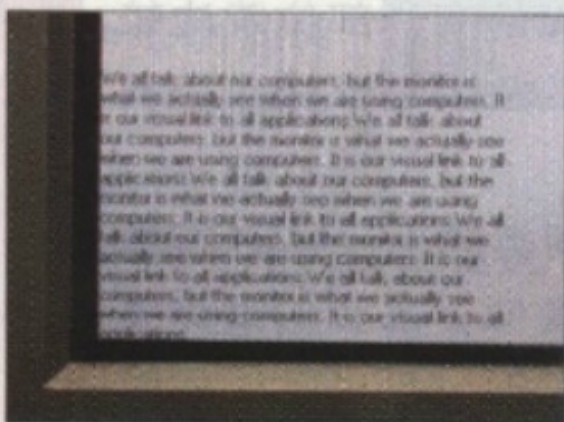 We all talk about our computers, but the monitor is
what we actually see when we are using computers. It
is our visual link to all applications. We all talk about
our computers, but the monitor is what we actually see
when we are using computers. It is our visual link to all
applications. We all talk about our computers, but the
monitor is what we actually see when we are using
computers. It is our visual link to all applications. We all
talk about our computers, but the monitor is what we
actually see when we are using computers. It is our
visual link to all applications. We all talk about our
computers, but the monitor is what we actually see
when we are using computers. It is our visual link to all
applications.